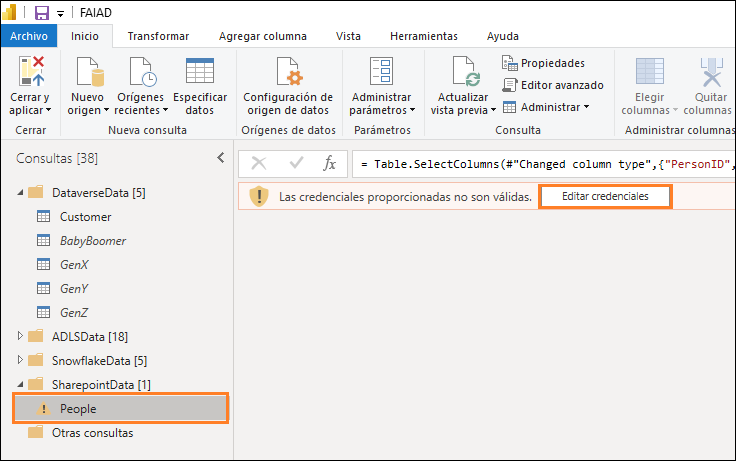 FAIAD
Archivo Inicio Transformar Agregar columna Vista Herramientas Ayuda
Cerrar y
aplicar
Nuevo
origen
Orígenes
recientes
Especificar
datos
Configuración de
origen de datos
Administrar
parámetros
Actualizar
vista previa
Propiedades
Editor avanzado
Administrar
Elegir
columnas
Quitar
columnas
Cerrar Nueva consulta Orígenes de datos Parámetros Consulta Administrar columnas
Consultas [38]
fx = Table.SelectColumns(#"Changed column type",{"PersonID",
Las credenciales proporcionadas no son válidas. Editar credenciales
DataverseData [5]
Customer
BabyBoomer
GenX
GenY
GenZ
ADLSData [18]
SnowflakeData [5]
SharepointData [1]
People
Otras consultas